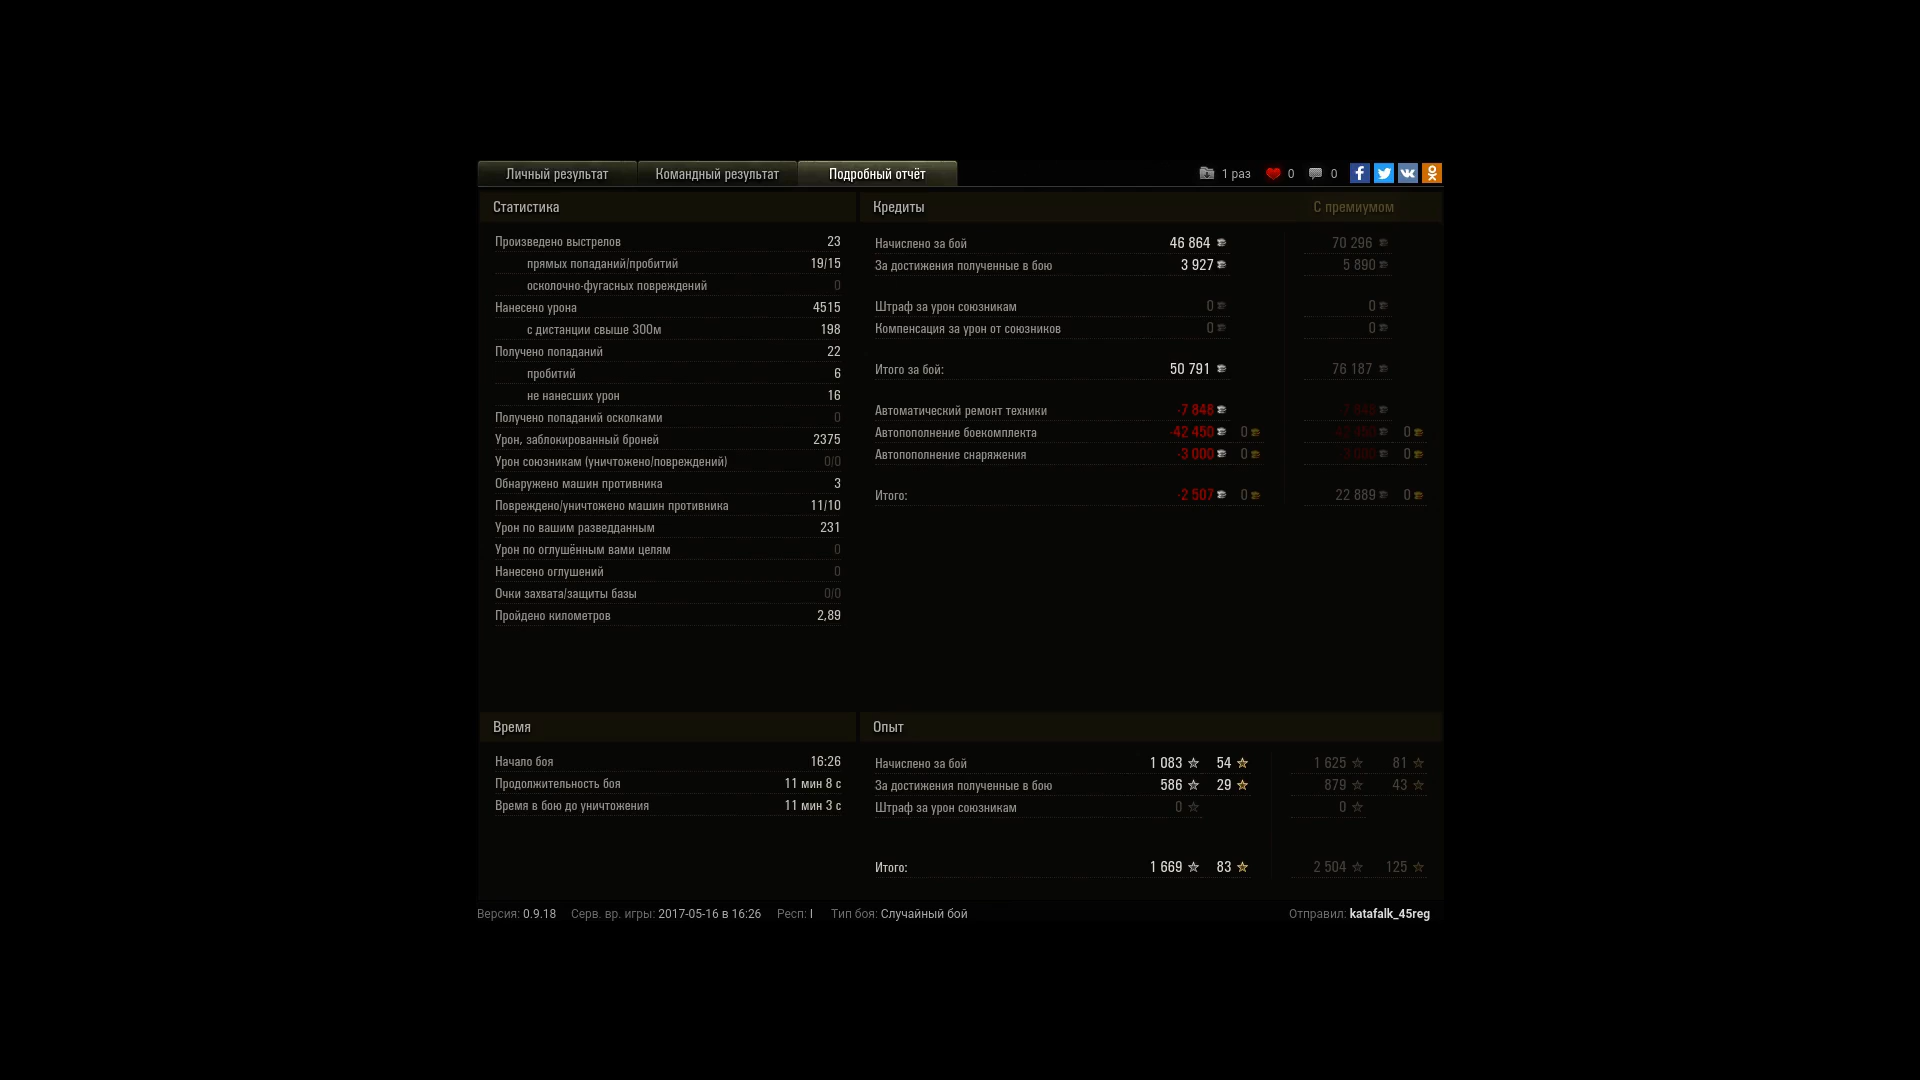 Личный результат Командный результат Подробный отчёт 1 раз 0 0
Статистика
Произведено выстрелов 23
прямых попаданий/пробитий 19/15
осколочно-фугасных повреждений 0
Нанесено урона 4515
с дистанции свыше 300м 198
Получено попаданий 22
пробитий 6
не нанесших урон 16
Получено попаданий осколками 0
Урон, заблокированный броней 2375
Урон союзникам (уничтожено/повреждений) 0/0
Обнаружено машин противника 3
Повреждено/уничтожено машин противника 11/10
Урон по вашим разведданным 231
Урон по оглушённым вами целям 0
Нанесено оглушений 0
Очки захвата/защиты базы 0/0
Пройдено километров 2,89
Кредиты С премиумом
Начислено за бой 46 864 70 296
За достижения полученные в бою 3 927 5 890
Штраф за урон союзникам 0 0
Компенсация за урон от союзников 0 0
Итого за бой: 50 791 76 187
Автоматический ремонт техники -7 848 -7 848
Автопополнение боекомплекта -42 450 0 -42 450 0
Автопополнение снаряжения -3 000 0 -3 000 0
Итого: -2 507 0 22 889 0
Время
Начало боя 16:26
Продолжительность боя 11 мин 8 с
Время в бою до уничтожения 11 мин 3 с
Опыт
Начислено за бой 1 083 54 1 625 81
За достижения полученные в бою 586 29 879 43
Штраф за урон союзникам 0 0
Итого: 1 669 83 2 504 125
Версия: 0.9.18 Серв. вр. игры: 2017-05-16 в 16:26 Респ: I Тип боя: Случайный бой Отправил: katafalk_45reg